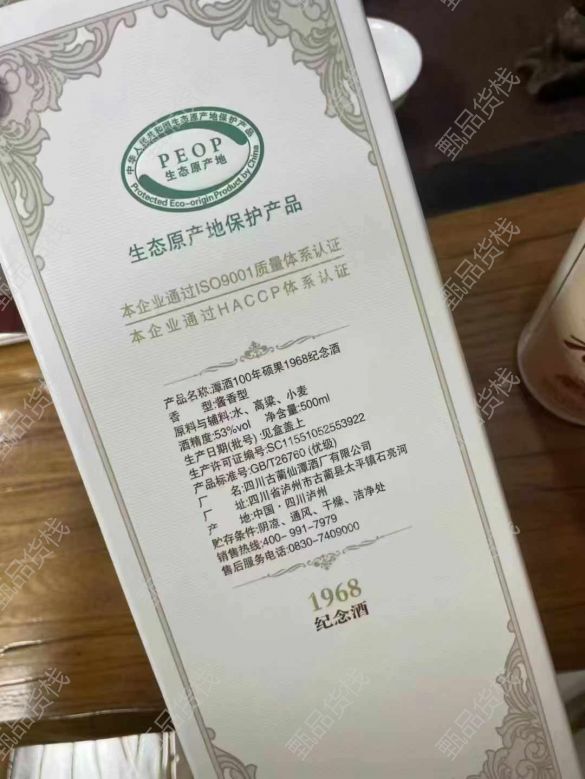 中华人民共和国生态原产地保护产品
PEOP
生态原产地
Protected Eco-origin Product by China
生态原产地保护产品
本企业通过ISO9001质量体系认证
本企业通过HACCP体系认证
产品名称:潭酒100年硕果1968纪念酒
香 型:酱香型
原料与辅料:水、高粱、小麦
酒精度:53%vol 净含量:500ml
生产日期(批号):见盒盖上
生产许可证编号:SC11551052553922
产品标准号:GB/T26760 (优级)
厂 名:四川古蔺仙潭酒厂有限公司
厂 址:四川省泸州市古蔺县太平镇石亮河
产 地:中国·四川泸州
贮存条件:阴凉、通风、干燥、洁净处
销售热线:400-991-7979
售后服务电话:0830-7409000
1968
纪念酒
甄品货栈